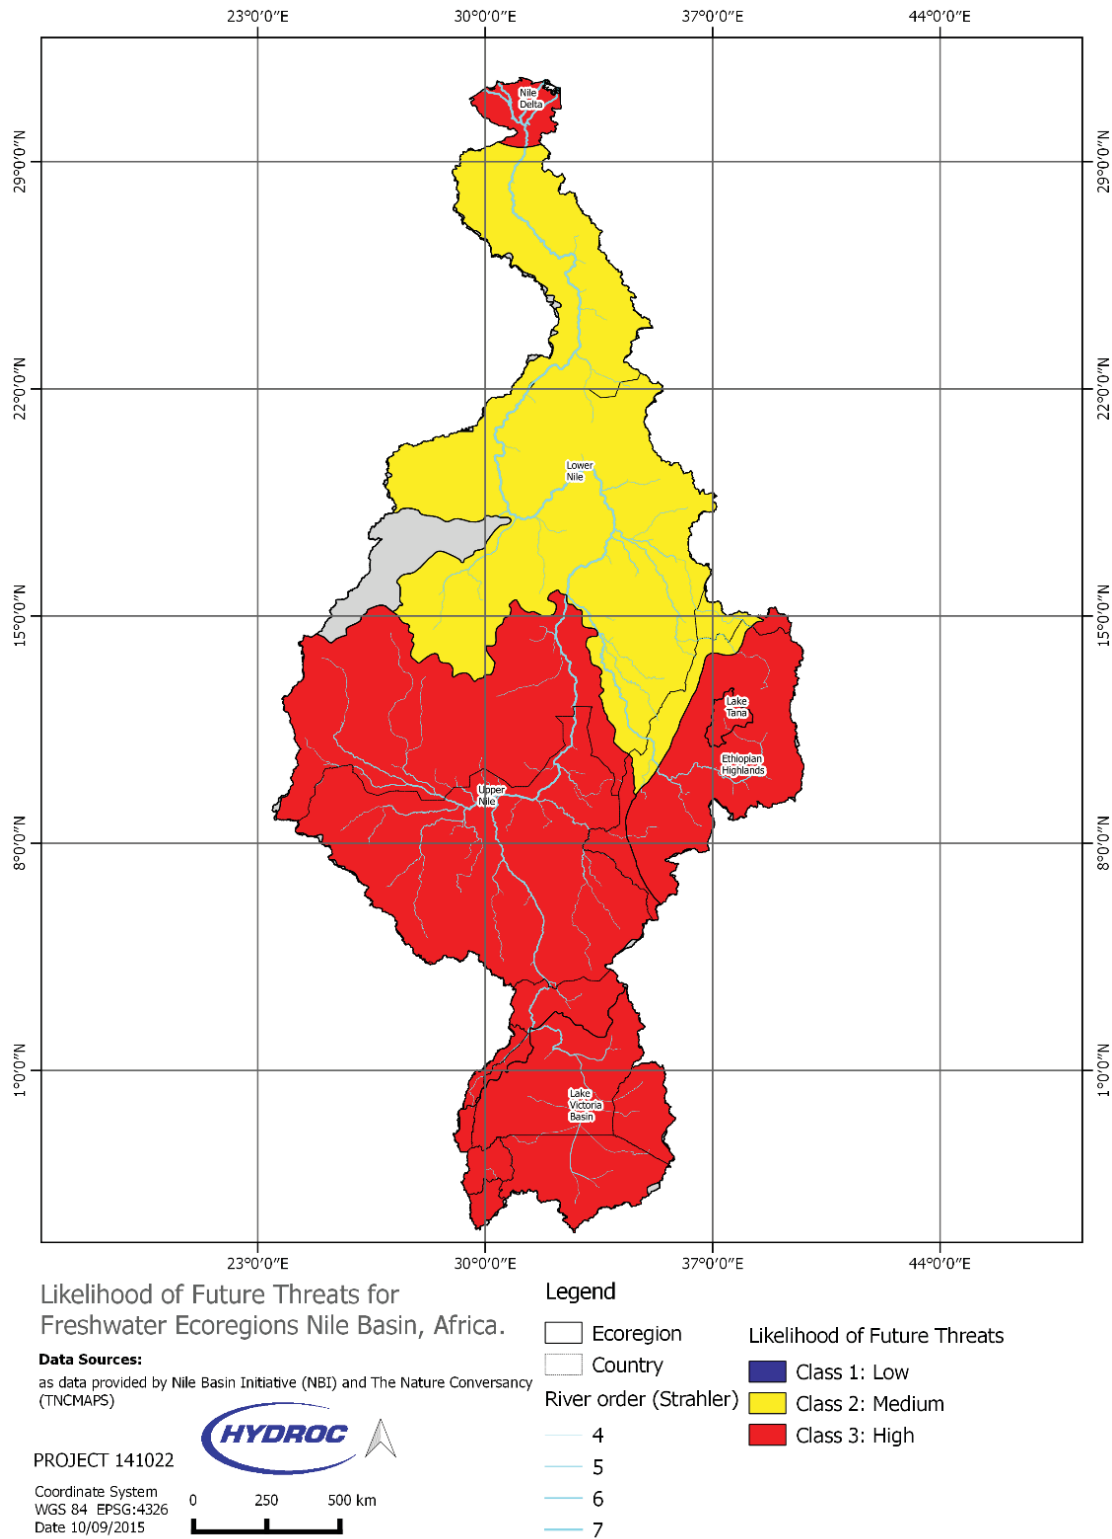 23°0'0"E 30°0'0"E 37°0'0"E 44°0'0"E
Nile
Delta
29°0'0"N 29°0'0"N
22°0'0"N 22°0'0"N
Lower
Nile
15°0'0"N 15°0'0"N
Lake
Tana
Ethiopian
Highlands
Upper
Nile
8°0'0"N 8°0'0"N
1°0'0"N 1°0'0"N
Lake
Victoria
Basin
23°0'0"E 30°0'0"E 37°0'0"E 44°0'0"E
Likelihood of Future Threats for
Freshwater Ecoregions Nile Basin, Africa.
Data Sources:
as data provided by Nile Basin Initiative (NBI) and The Nature Conversancy
(TNCMAPS)
HYDROC
PROJECT 141022
Coordinate System
WGS 84 EPSG:4326
Date 10/09/2015
0 250 500 km
Legend
Ecoregion
Country
River order (Strahler)
4
5
6
7
Likelihood of Future Threats
Class 1: Low
Class 2: Medium
Class 3: High